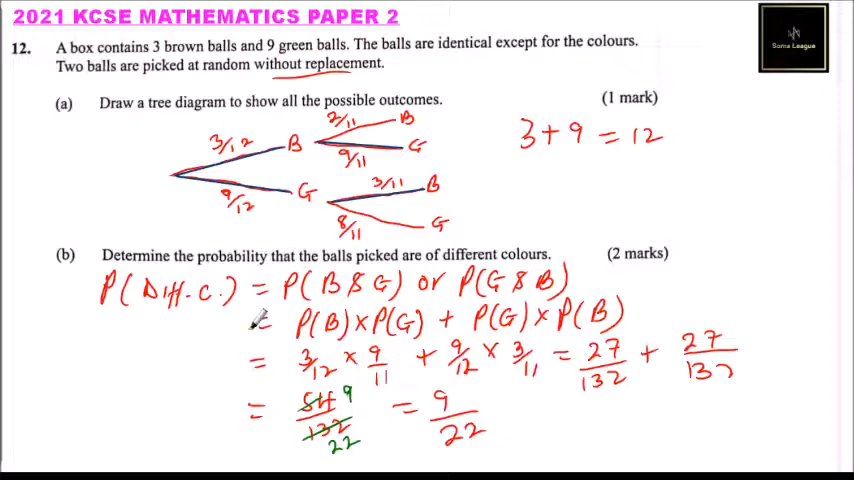 2021 KCSE MATHEMATICS PAPER 2
Soma League
12. A box contains 3 brown balls and 9 green balls. The balls are identical except for the colours.
Two balls are picked at random without replacement.
(a) Draw a tree diagram to show all the possible outcomes. (1 mark)
3/12 B 2/11 B
9/11 G
9/12 G 3/11 B
8/11 G
3 + 9 = 12
(b) Determine the probability that the balls picked are of different colours. (2 marks)
P(Diff. C.) = P(B & G) or P(G & B)
= P(B) × P(G) + P(G) × P(B)
= 3/12 × 9/11 + 9/12 × 3/11 = 27/132 + 27/132
= 54/132 9 22 = 9/22